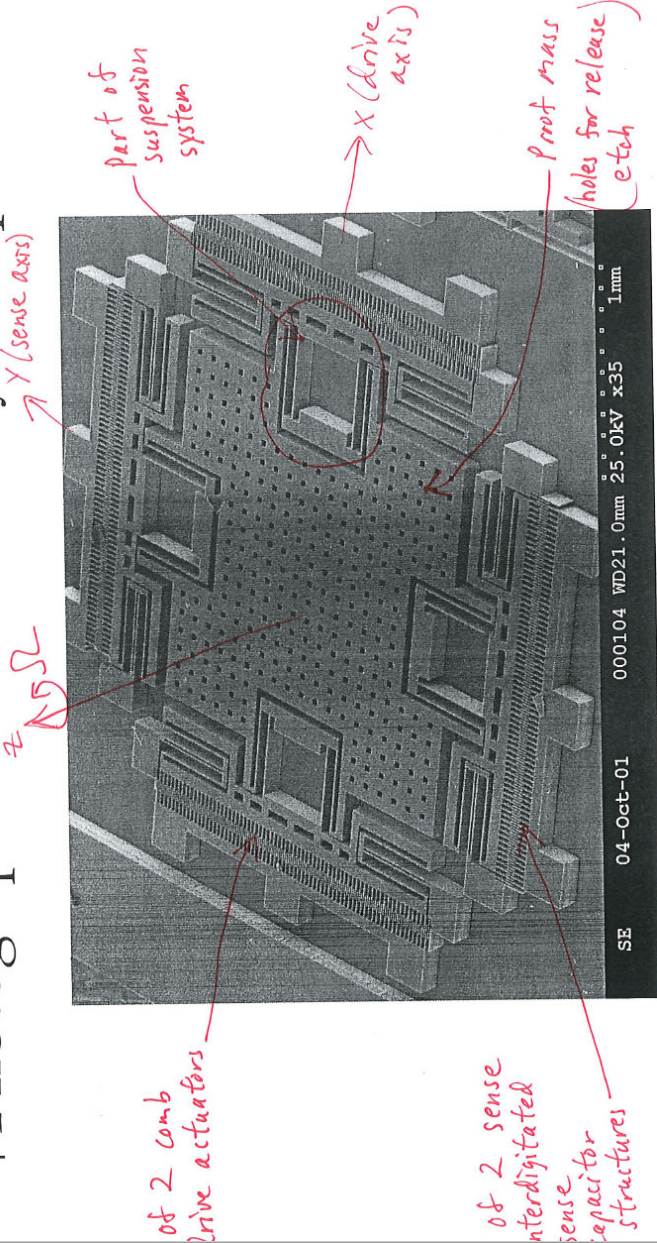 Y (sense axis)
z
Ω
Part of
suspension
system
X (drive
axis)
Proof mass
(holes for release
etch
of 2 comb
drive actuators
of 2 sense
interdigitated
sense
capacitor
structures
SE 04-Oct-01 000104 WD21.0mm 25.0kV x35 1mm